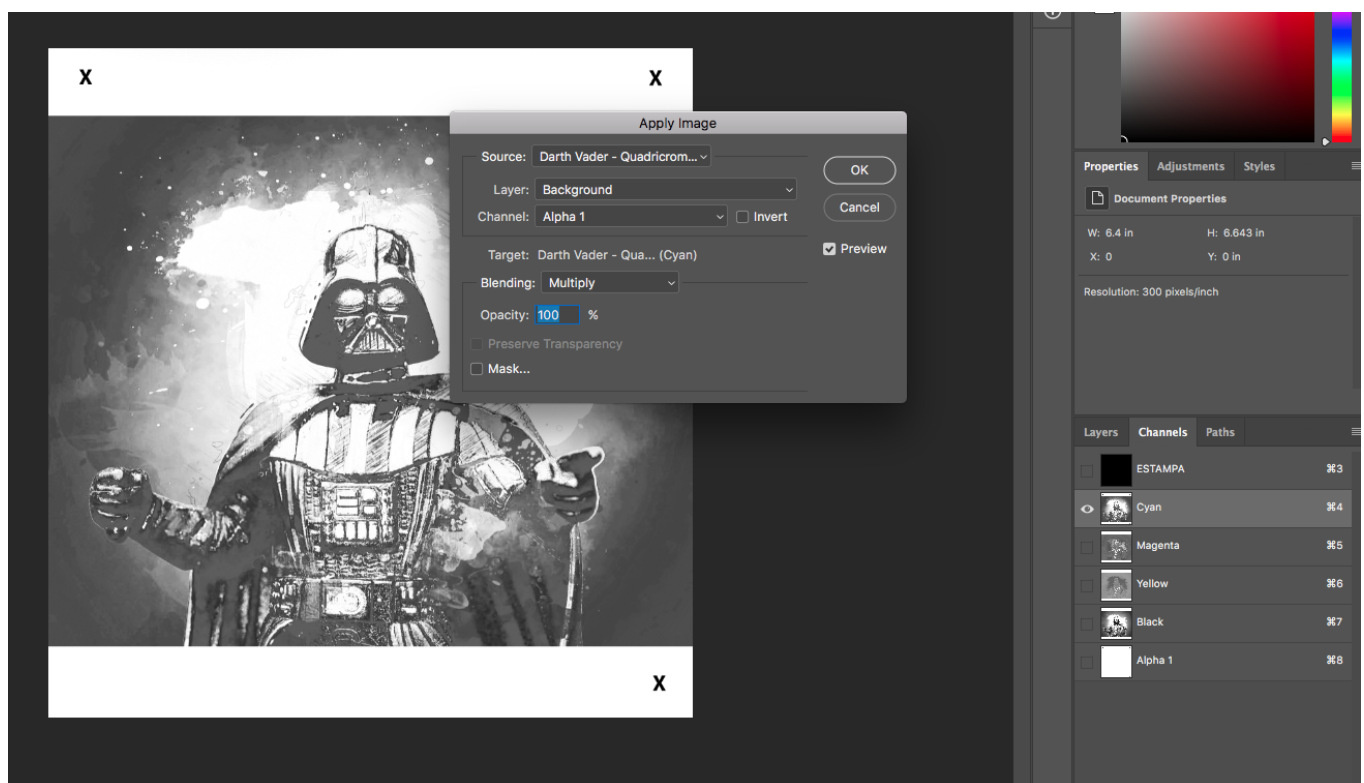 X X
Apply Image
Source: Darth Vader - Quadricrom...
Layer: Background
Channel: Alpha 1 Invert
Target: Darth Vader - Qua... (Cyan)
Blending: Multiply
Opacity: 100 %
Preserve Transparency
Mask...
OK
Cancel
Preview
X
Properties Adjustments Styles
Document Properties
W: 6.4 in H: 6.643 in
X: 0 Y: 0 in
Resolution: 300 pixels/inch
Layers Channels Paths
ESTAMPA ⌘3
Cyan ⌘4
Magenta ⌘5
Yellow ⌘6
Black ⌘7
Alpha 1 ⌘8